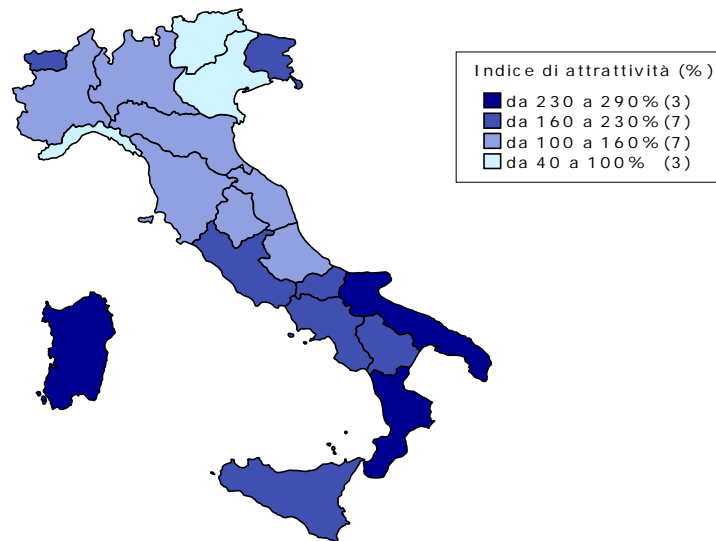 Indice di attrattività (%)
da 230 a 290% (3)
da 160 a 230% (7)
da 100 a 160% (7)
da 40 a 100% (3)